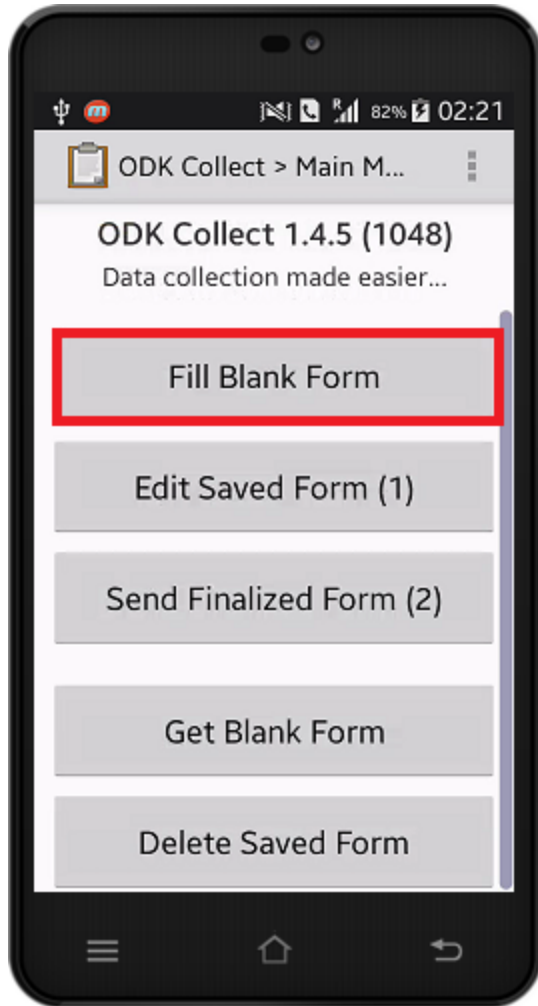 R
82% 02:21
ODK Collect > Main M...
ODK Collect 1.4.5 (1048)
Data collection made easier...
Fill Blank Form
Edit Saved Form (1)
Send Finalized Form (2)
Get Blank Form
Delete Saved Form